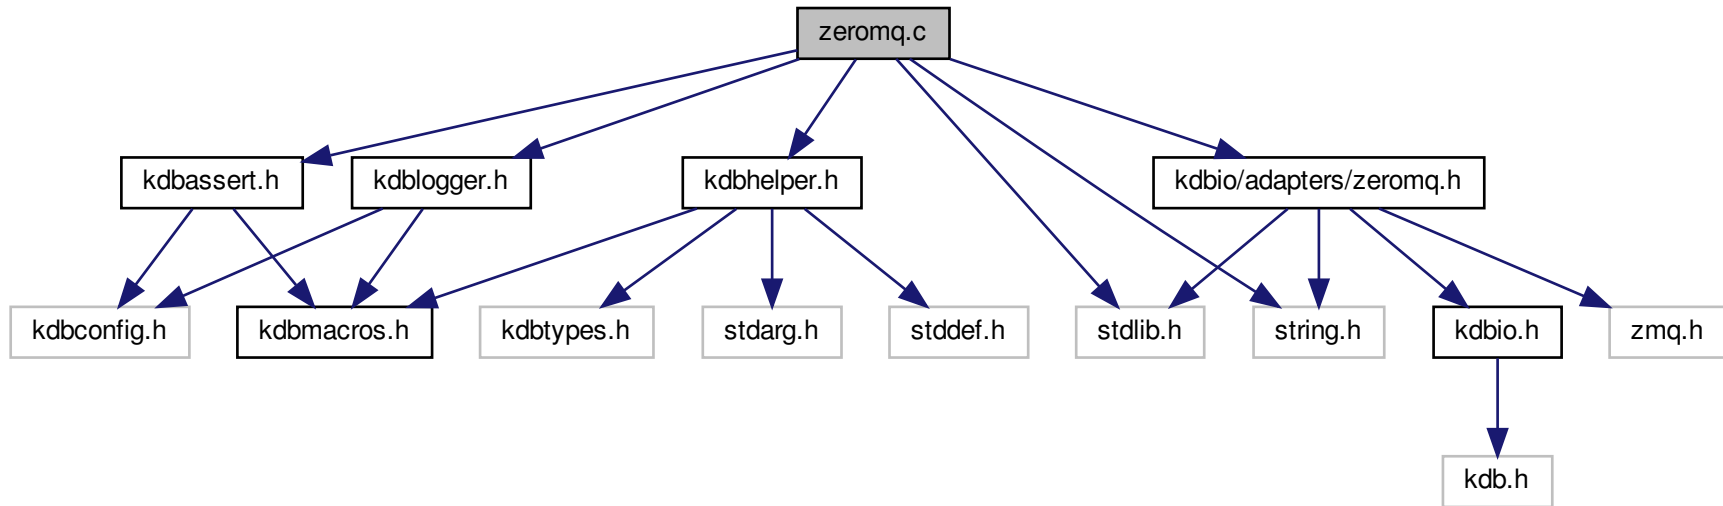 zeromq.c
kdbassert.h
kdblogger.h
kdbhelper.h
kdbio/adapters/zeromq.h
kdbconfig.h
kdbmacros.h
kdbtypes.h
stdarg.h
stddef.h
stdlib.h
string.h
kdbio.h
zmq.h
kdb.h